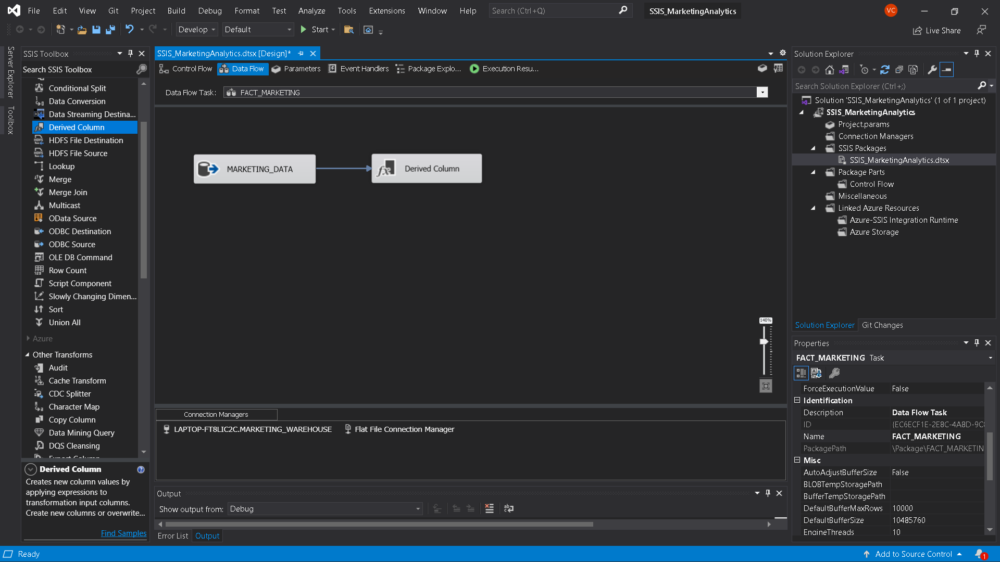 File Edit View Git Project Build Debug Format Test Analyze Tools Extensions Window Help Search (Ctrl+Q) SSIS_MarketingAnalytics VC
Develop Default Start Live Share
Server Explorer
Toolbox
SSIS Toolbox
Search SSIS Toolbox
Conditional Split
Data Conversion
Data Streaming Destina...
Derived Column
HDFS File Destination
HDFS File Source
Lookup
Merge
Merge Join
Multicast
OData Source
ODBC Destination
ODBC Source
OLE DB Command
Row Count
Script Component
Slowly Changing Dimen...
Sort
Union All
Azure
Other Transforms
Audit
Cache Transform
CDC Splitter
Character Map
Copy Column
Data Mining Query
DQS Cleansing
Export Column
Derived Column
Creates new column values by
applying expressions to
transformation input columns.
Create new columns or overwrite...
Find Samples
SSIS_MarketingAnalytics.dtsx [Design]*
Control Flow Data Flow Parameters Event Handlers Package Explo... Execution Resu...
Data Flow Task: FACT_MARKETING
MARKETING_DATA
Derived Column
140%
Connection Managers
LAPTOP-FT8LIC2C.MARKETING_WAREHOUSE Flat File Connection Manager
Output
Show output from: Debug
Error List Output
Solution Explorer
Search Solution Explorer (Ctrl+;)
Solution 'SSIS_MarketingAnalytics' (1 of 1 project)
SSIS_MarketingAnalytics
Project.params
Connection Managers
SSIS Packages
SSIS_MarketingAnalytics.dtsx
Package Parts
Control Flow
Miscellaneous
Linked Azure Resources
Azure-SSIS Integration Runtime
Azure Storage
Solution Explorer Git Changes
Properties
FACT_MARKETING Task
ForceExecutionValue False
Identification
Description Data Flow Task
ID {EC6ECF1E-2E8C-4A8D-9C8
Name FACT_MARKETING
PackagePath \Package\FACT_MARKETIN
Misc
AutoAdjustBufferSize False
BLOBTempStoragePath
BufferTempStoragePath
DefaultBufferMaxRows 10000
DefaultBufferSize 10485760
EngineThreads 10
Ready Add to Source Control 1